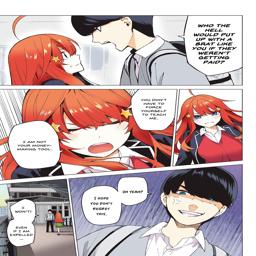 WHO THE
HELL
WOULD
PUT
UP WITH A
BRAT LIKE
YOU IF THEY
WEREN'T
GETTING
PAID?
YOU DON'T
HAVE TO
FORCE
YOURSELF
TO TEACH
ME.
I AM NOT
YOUR MONEY-
MAKING TOOL.
I
WON'T!
EVEN
IF I AM
EXPELLED
OH YEAH?
I HOPE
YOU DON'T
REGRET
THIS.